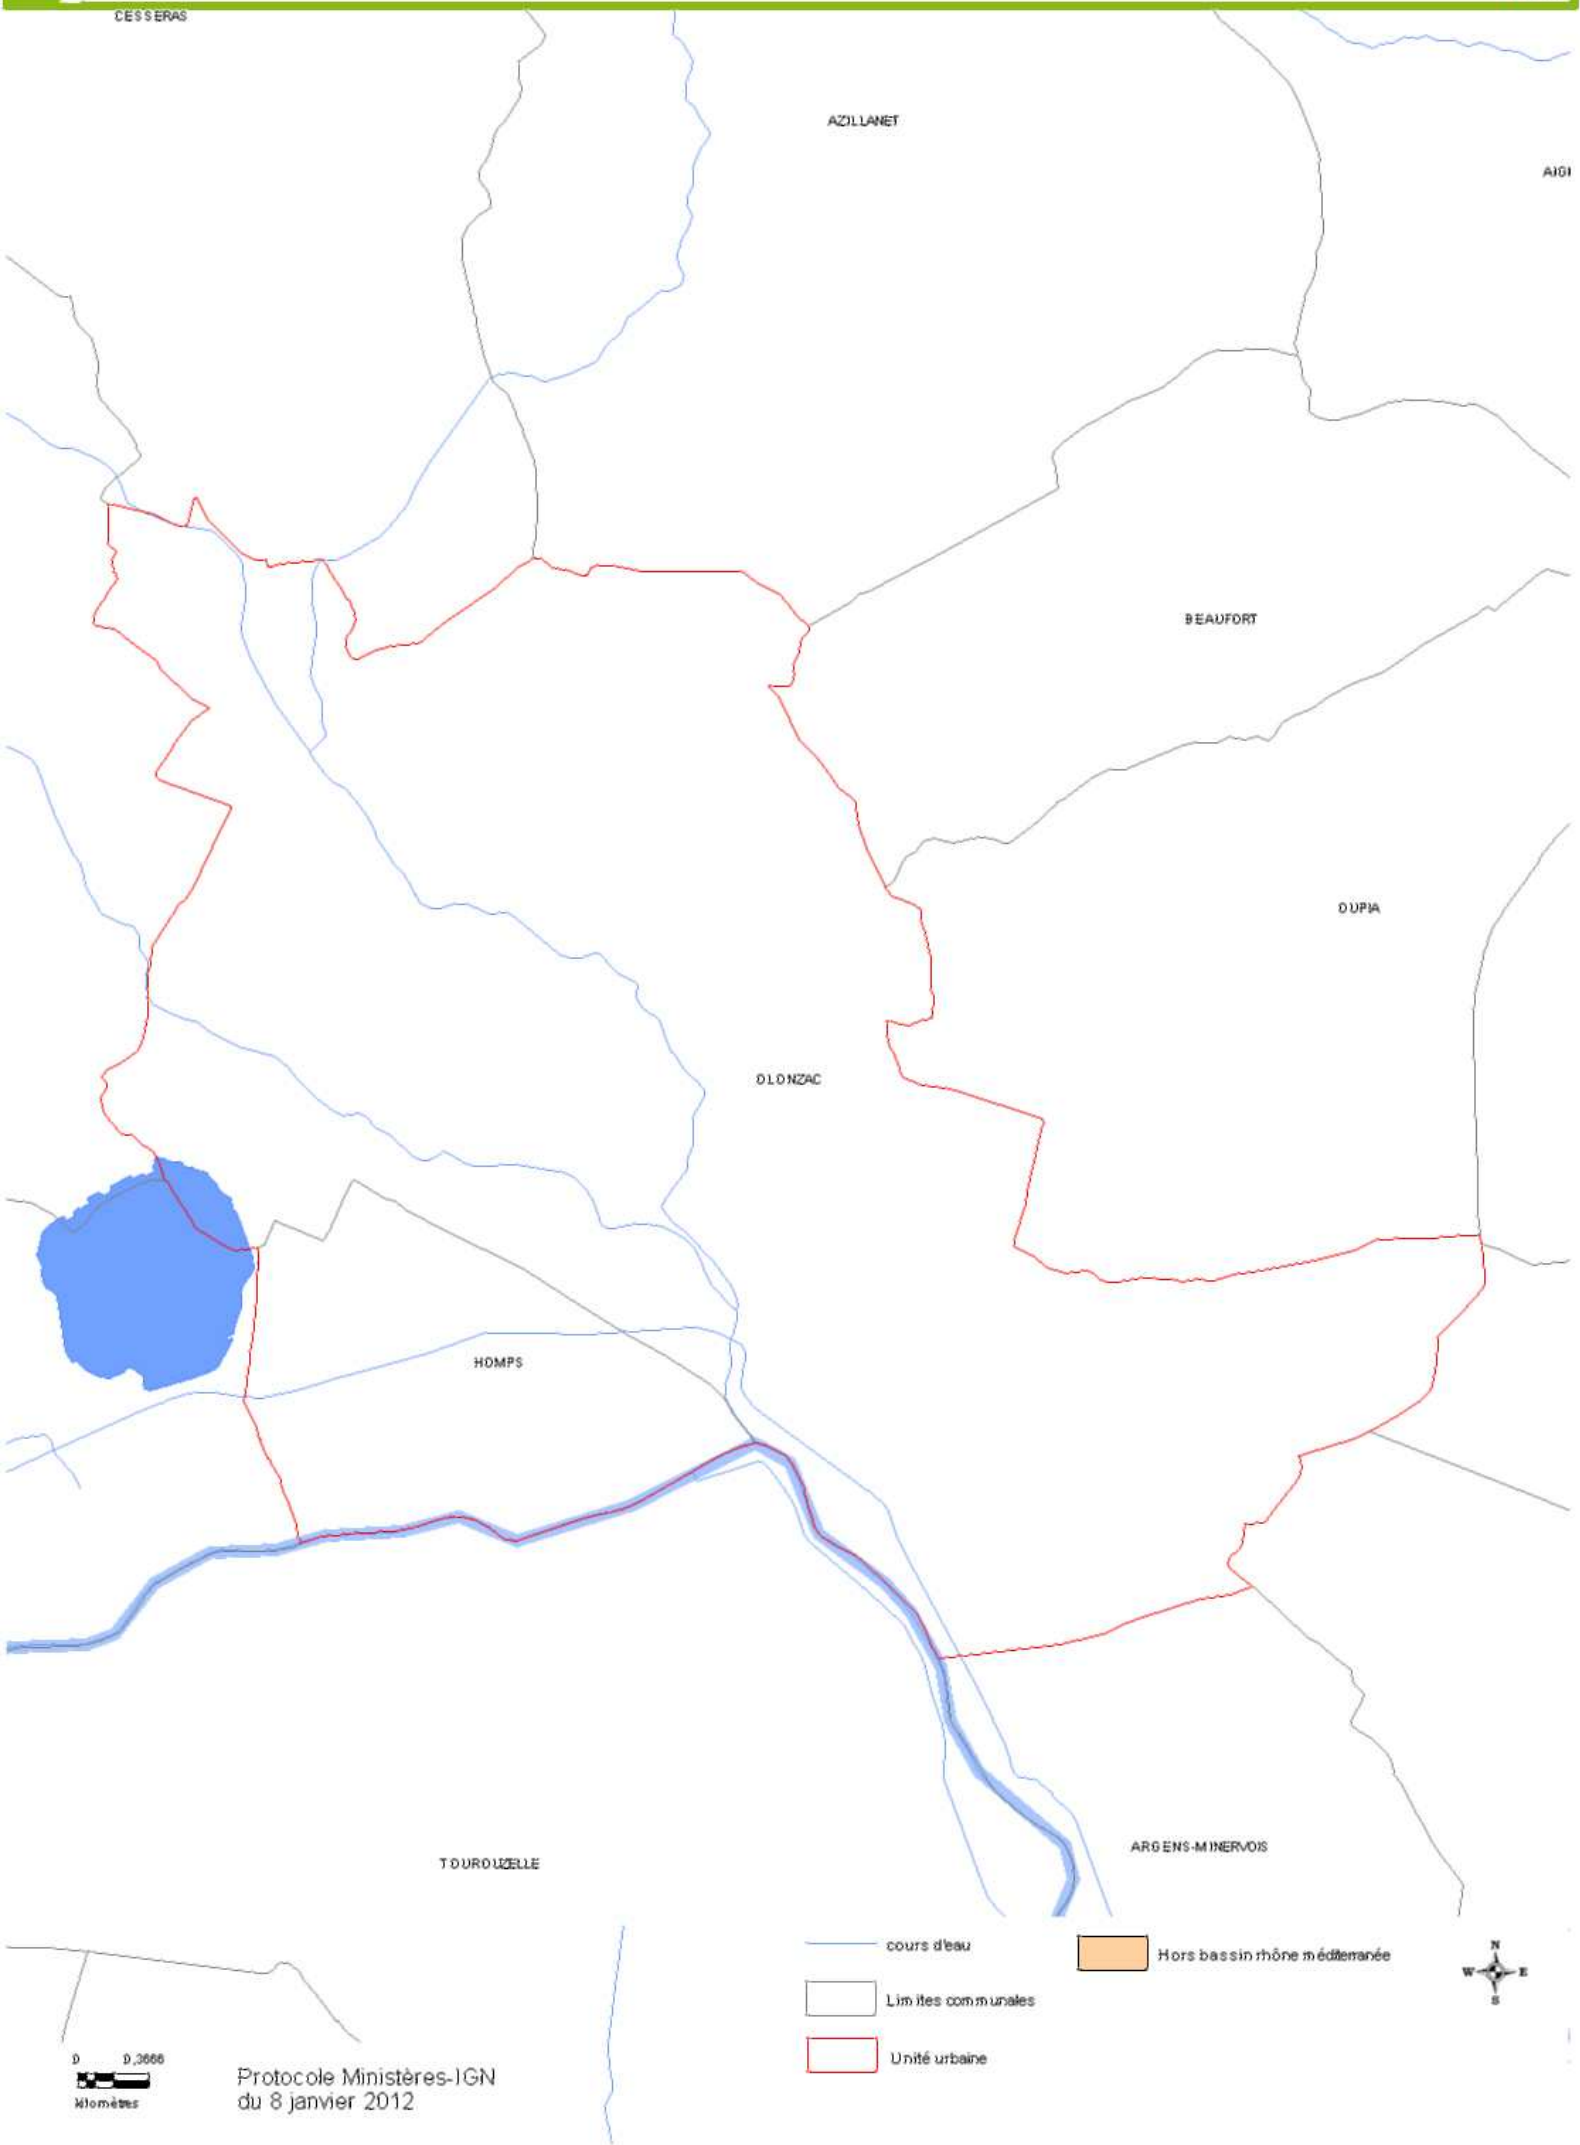 CESSERAS
AZILLANET
AIGI
BEAUFORT
OUPIA
OLONZAC
HOMPS
ARGENS-MINERVOIS
TOUROUZELLE
cours d'eau
Hors bassin rhône méditerranée
Limites communales
Unité urbaine
N
W E
S
0 0,3666
kilomètres
Protocole Ministères-IGN
du 8 janvier 2012